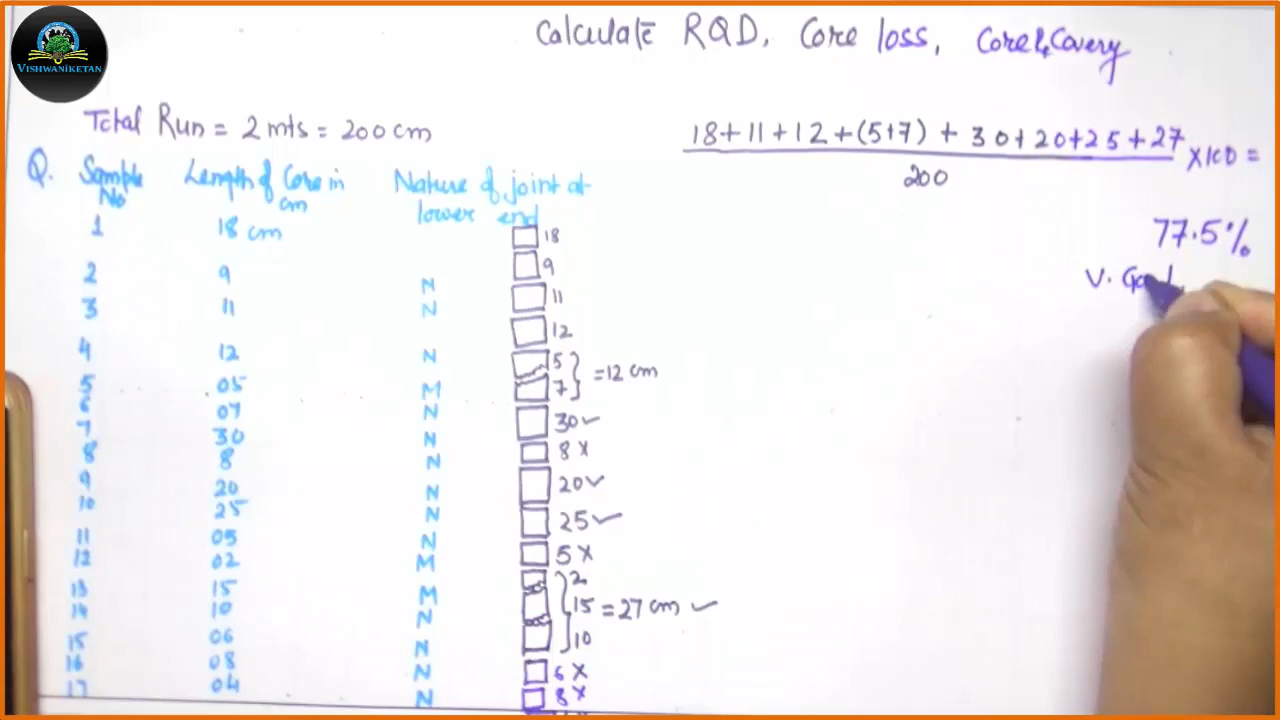 VISHWANIKETAN
Calculate RQD, Core loss, Core&Covery
Total Run = 2 mts = 200 cm
18+11+12+(5+7) + 30+20+25+27 ×100 =
200
77.5%
V. Good
Q. Sample No Length of Core in cm Nature of joint at lower end
1 18 cm 18
2 9 N 9
3 11 N 11
4 12 N 12
5 05 M 5
6 07 N 7 = 12 cm
7 30 N 30 ✓
8 8 N 8 ×
9 20 N 20 ✓
10 25 N 25 ✓
11 05 N 5 ×
12 02 M 2
13 15 M 15 = 27 cm ✓
14 10 N 10
15 06 N 6 ×
16 08 N 8 ×
17 04 N